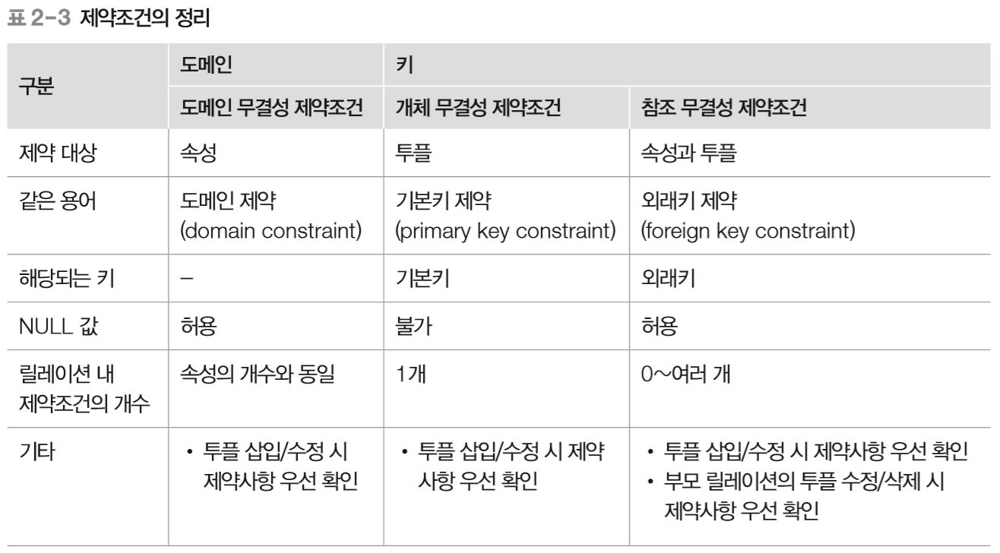 표 2-3 제약조건의 정리
구분
도메인
키
도메인 무결성 제약조건
개체 무결성 제약조건
참조 무결성 제약조건
제약 대상
속성
투플
속성과 투플
같은 용어
도메인 제약
(domain constraint)
기본키 제약
(primary key constraint)
외래키 제약
(foreign key constraint)
해당되는 키
–
기본키
외래키
NULL 값
허용
불가
허용
릴레이션 내
제약조건의 개수
속성의 개수와 동일
1개
0~여러 개
기타
• 투플 삽입/수정 시
제약사항 우선 확인
• 투플 삽입/수정 시 제약
사항 우선 확인
• 투플 삽입/수정 시 제약사항 우선 확인
• 부모 릴레이션의 투플 수정/삭제 시
제약사항 우선 확인